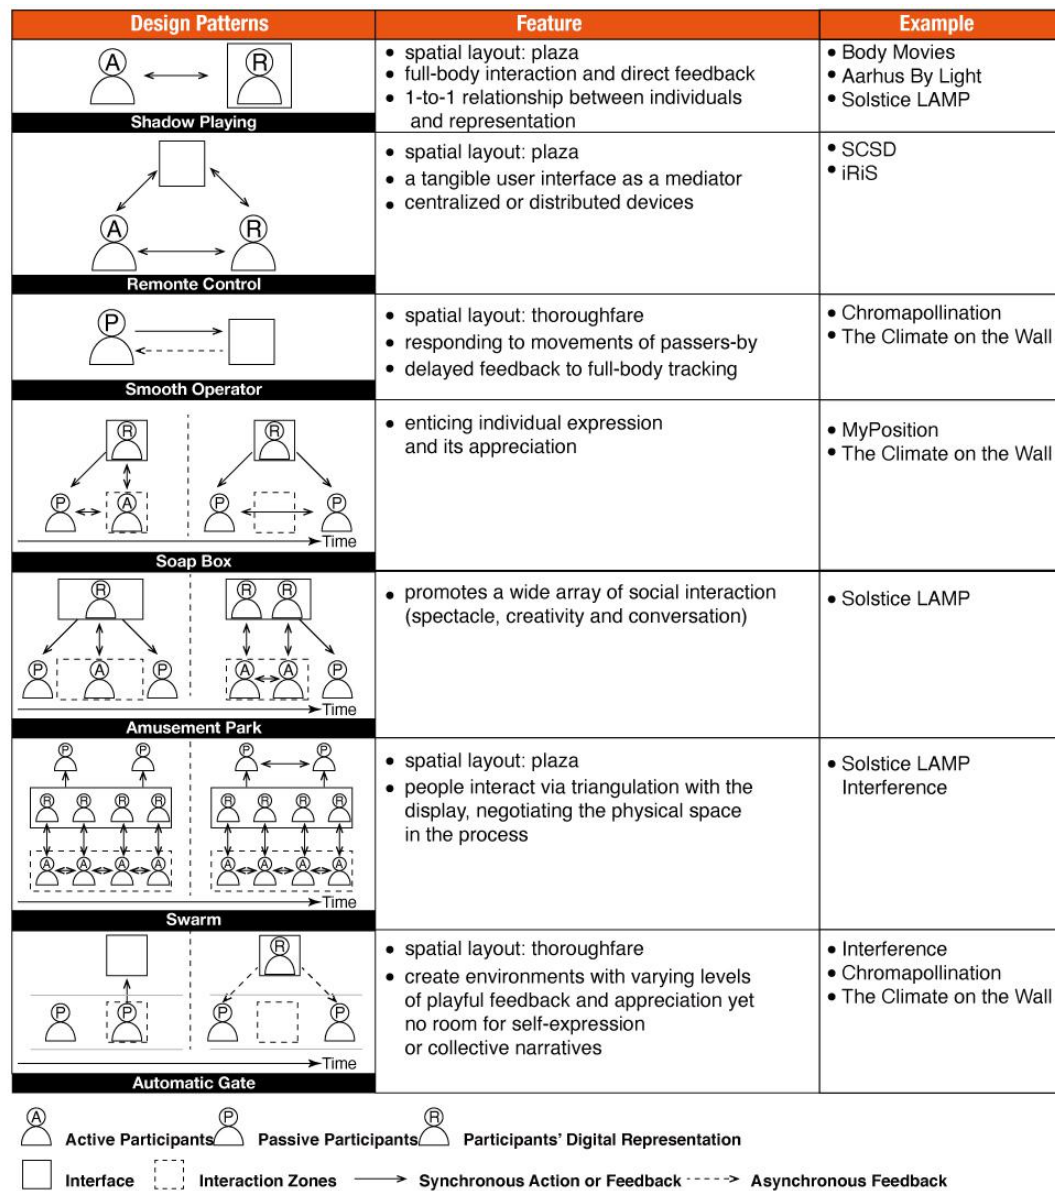 Design Patterns Feature Example
A R
Shadow Playing
• spatial layout: plaza
• full-body interaction and direct feedback
• 1-to-1 relationship between individuals
and representation
• Body Movies
• Aarhus By Light
• Solstice LAMP
A R
Remonte Control
• spatial layout: plaza
• a tangible user interface as a mediator
• centralized or distributed devices
• SCSD
• iRiS
P
Smooth Operator
• spatial layout: thoroughfare
• responding to movements of passers-by
• delayed feedback to full-body tracking
• Chromapollination
• The Climate on the Wall
R R
P A P P
Time
Soap Box
• enticing individual expression
and its appreciation
• MyPosition
• The Climate on the Wall
R R R
P A P A A P
Time
Amusement Park
• promotes a wide array of social interaction
(spectacle, creativity and conversation)
• Solstice LAMP
P P P P
R R R R R R R R
A A A A A A A A
Time
Swarm
• spatial layout: plaza
• people interact via triangulation with the
display, negotiating the physical space
in the process
• Solstice LAMP
Interference
R
P P P P
Time
Automatic Gate
• spatial layout: thoroughfare
• create environments with varying levels
of playful feedback and appreciation yet
no room for self-expression
or collective narratives
• Interference
• Chromapollination
• The Climate on the Wall
A Active Participants P Passive Participants R Participants' Digital Representation
Interface Interaction Zones Synchronous Action or Feedback Asynchronous Feedback